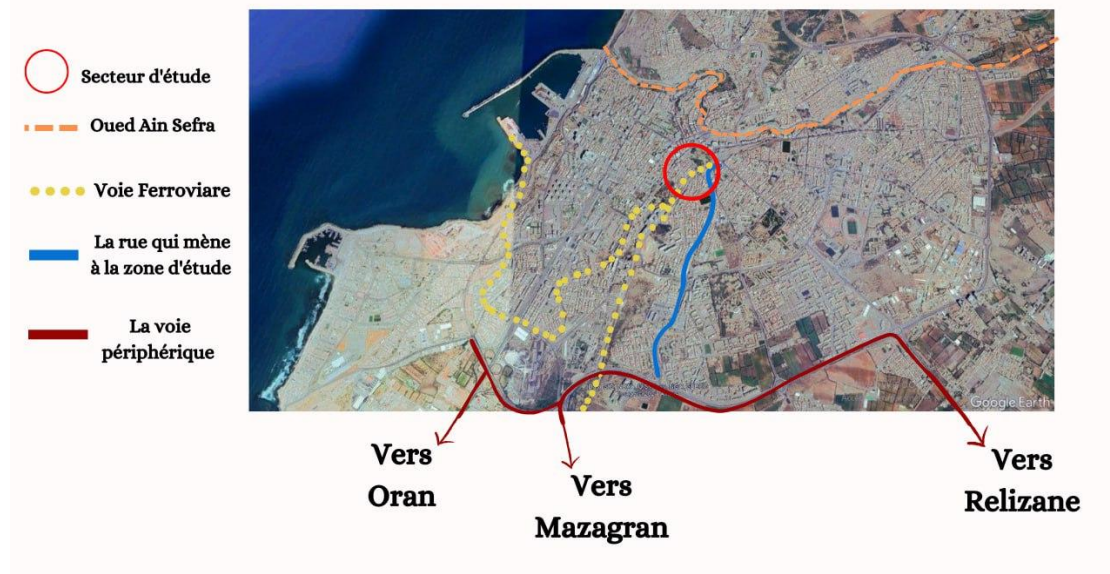 Secteur d'étude
Oued Ain Sefra
Voie Ferroviare
La rue qui mène
à la zone d'étude
La voie
périphérique
Google Earth
Vers
Oran
Vers
Mazagran
Vers
Relizane